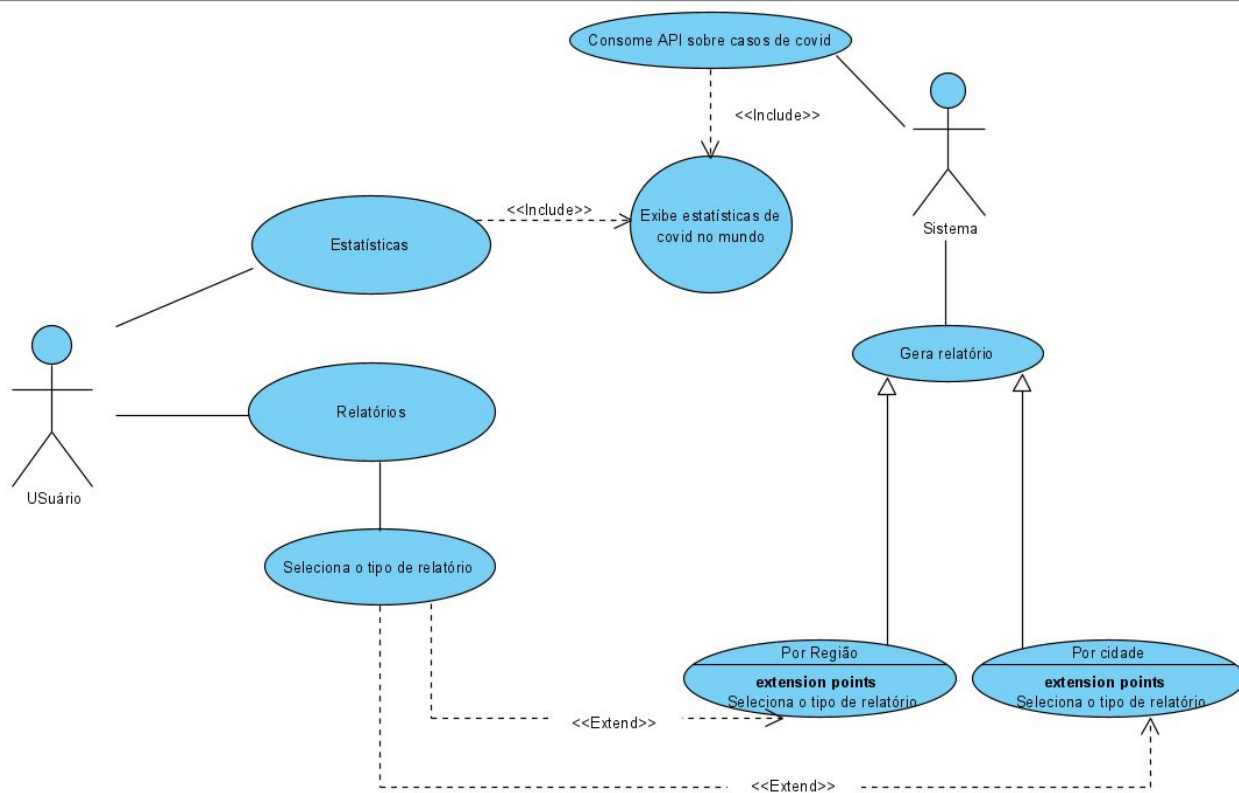 Consome API sobre casos de covid
<<Include>>
Exibe estatísticas de
covid no mundo
<<Include>>
Estatísticas
Sistema
Gera relatório
Relatórios
USuário
Seleciona o tipo de relatório
Por Região
extension points
Seleciona o tipo de relatório
Por cidade
extension points
Seleciona o tipo de relatório
<<Extend>>
<<Extend>>